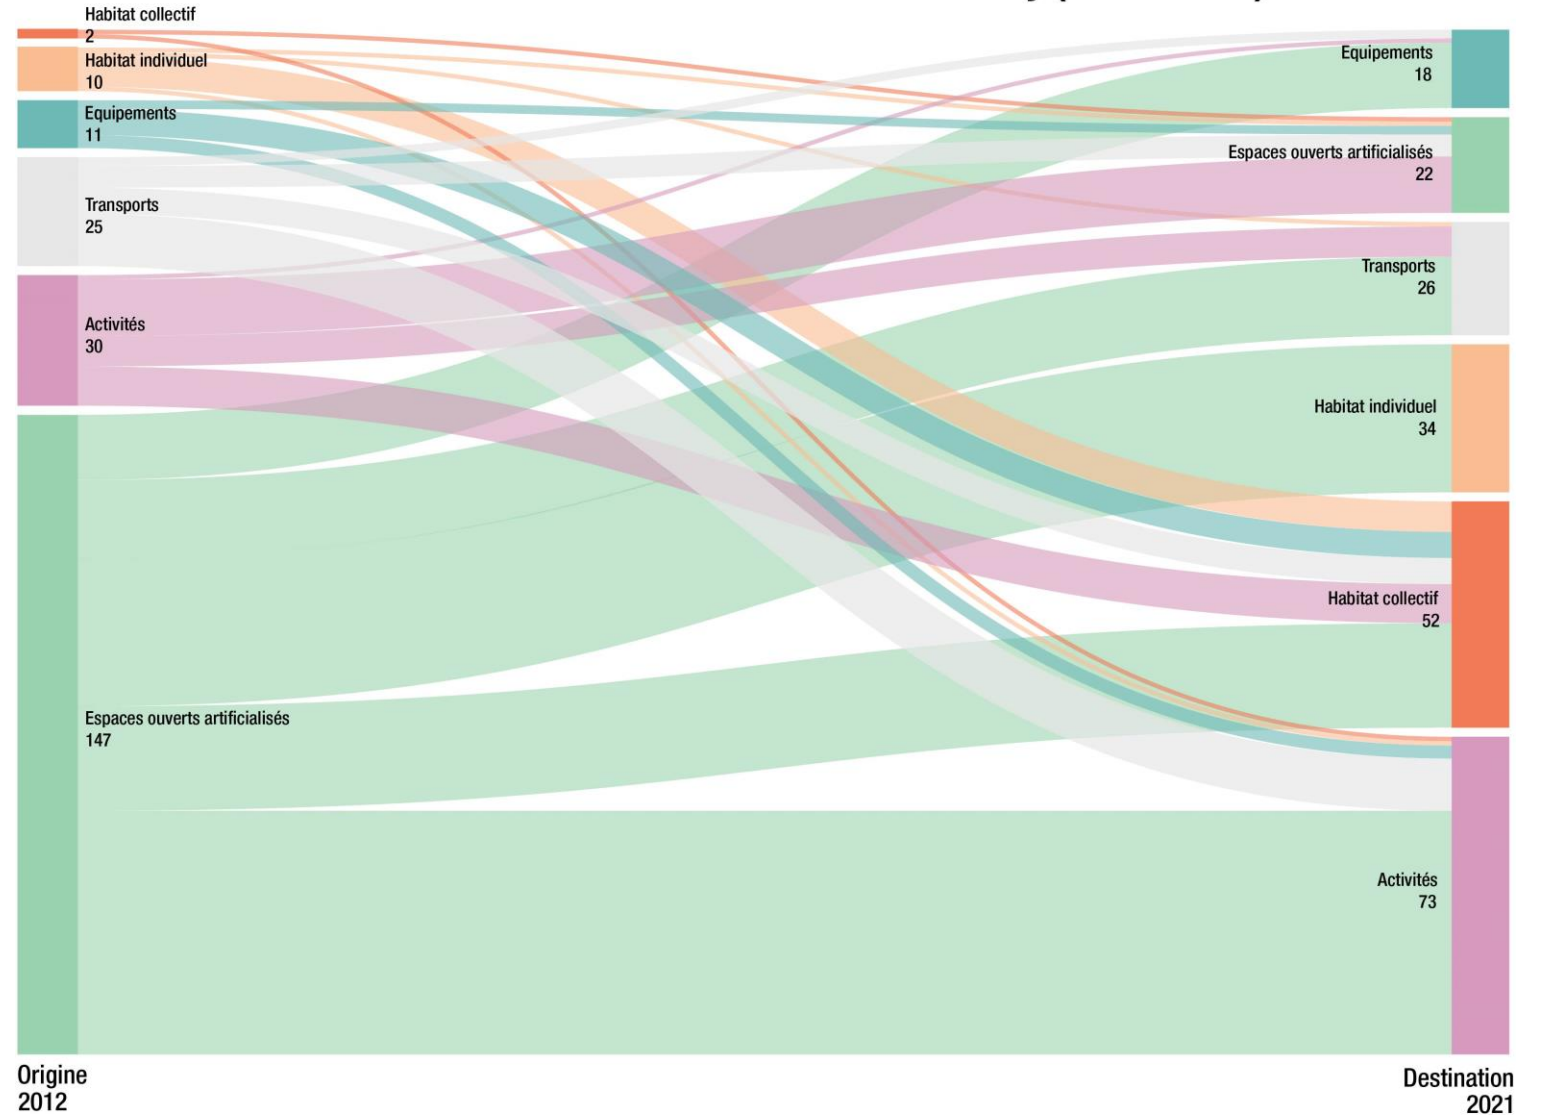 Habitat collectif
2
Habitat individuel
10
Equipements
11
Transports
25
Activités
30
Espaces ouverts artificialisés
147
Origine
2012
Equipements
18
Espaces ouverts artificialisés
22
Transports
26
Habitat individuel
34
Habitat collectif
52
Activités
73
Destination
2021